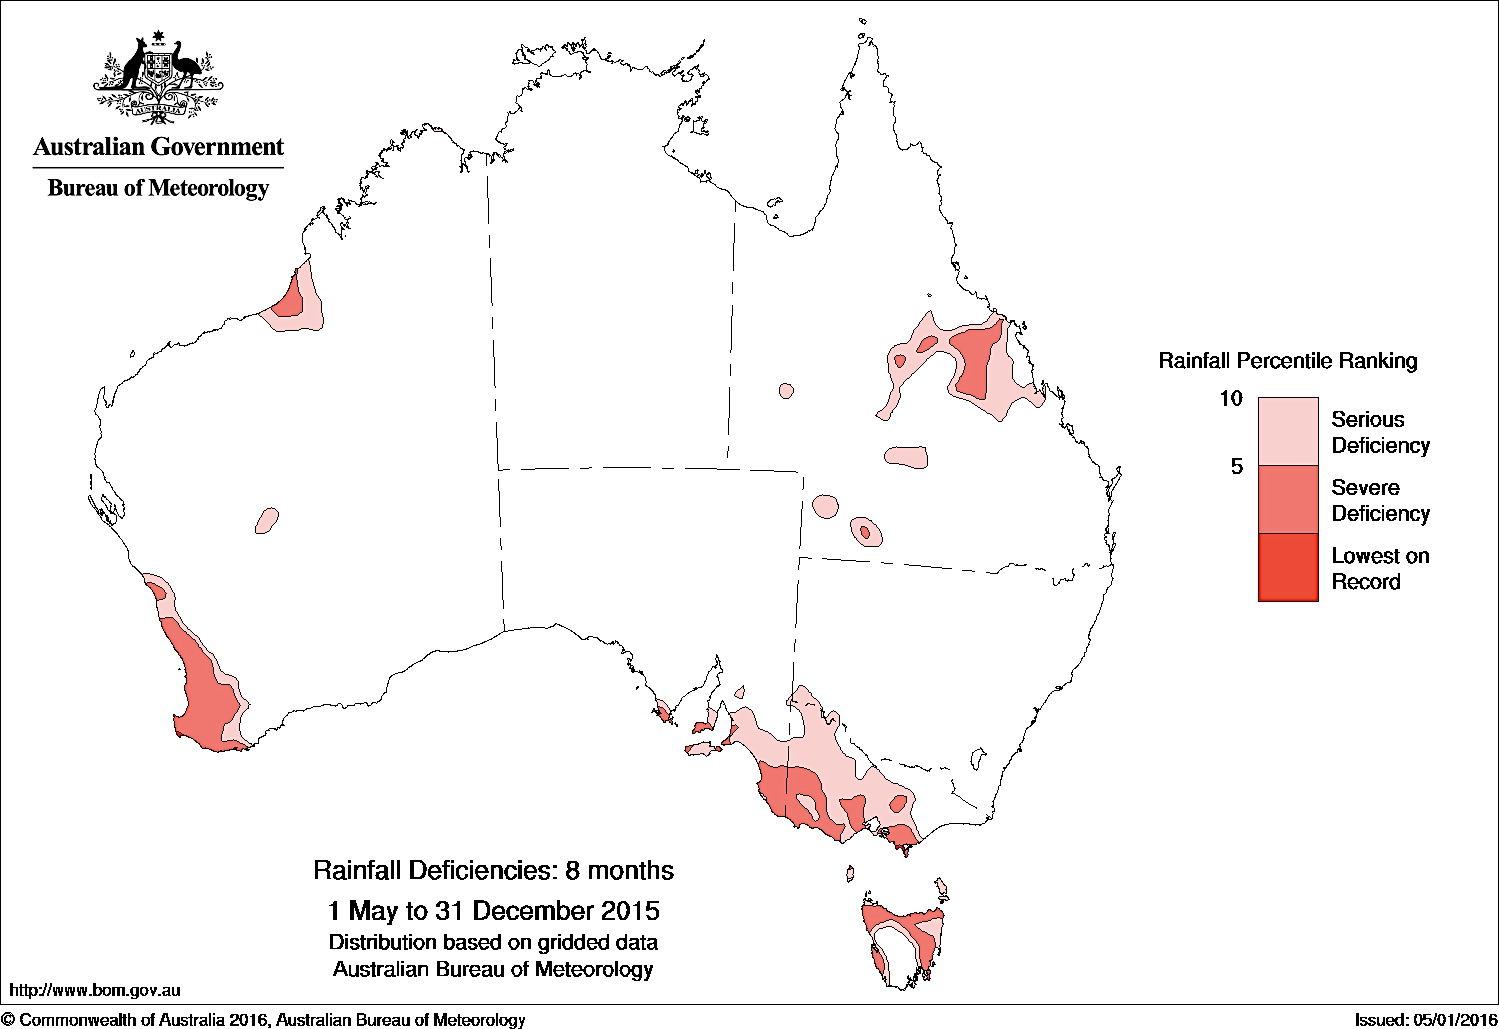 AUSTRALIA
Australian Government
Bureau of Meteorology
Rainfall Percentile Ranking
10
Serious
Deficiency
5
Severe
Deficiency
Lowest on
Record
Rainfall Deficiencies: 8 months
1 May to 31 December 2015
Distribution based on gridded data
Australian Bureau of Meteorology
http://www.bom.gov.au
© Commonwealth of Australia 2016, Australian Bureau of Meteorology
Issued: 05/01/2016